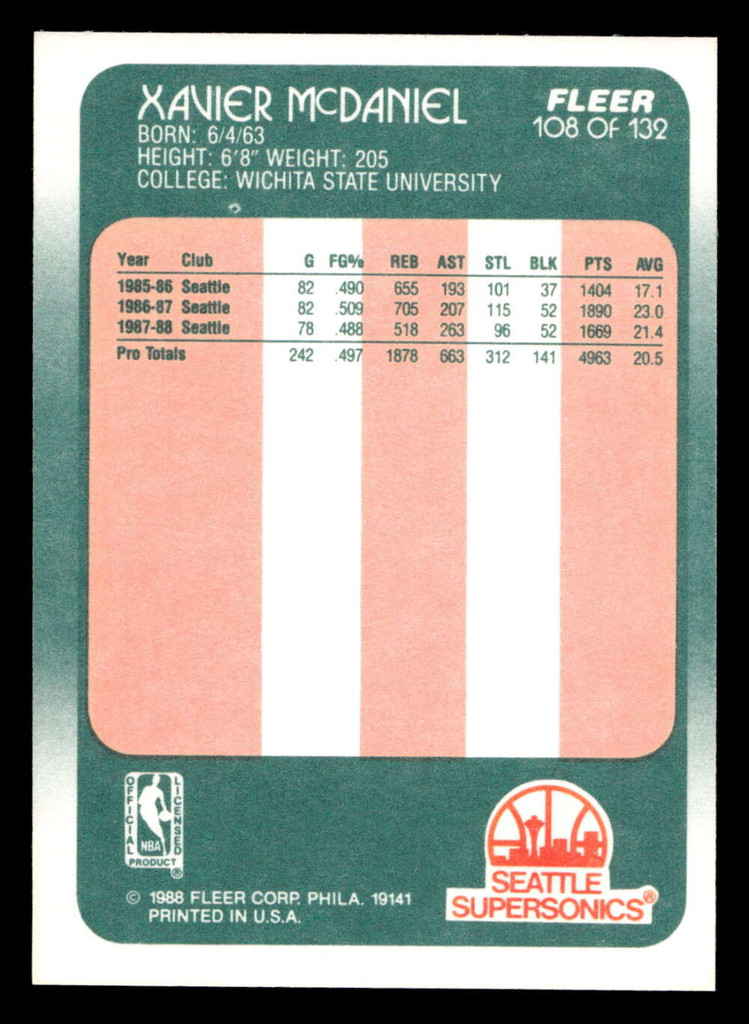 XAVIER McDANIEL
FLEER
108 OF 132
BORN: 6/4/63
HEIGHT: 6'8" WEIGHT: 205
COLLEGE: WICHITA STATE UNIVERSITY
Year Club G FG% REB AST STL BLK PTS AVG
1985-86 Seattle 82 .490 655 193 101 37 1404 17.1
1986-87 Seattle 82 .509 705 207 115 52 1890 23.0
1987-88 Seattle 78 .488 518 263 96 52 1669 21.4
Pro Totals 242 .497 1878 663 312 141 4963 20.5
OFFICIAL LICENSED
NBA
PRODUCT ®
© 1988 FLEER CORP. PHILA. 19141
PRINTED IN U.S.A.
SEATTLE
SUPERSONICS®